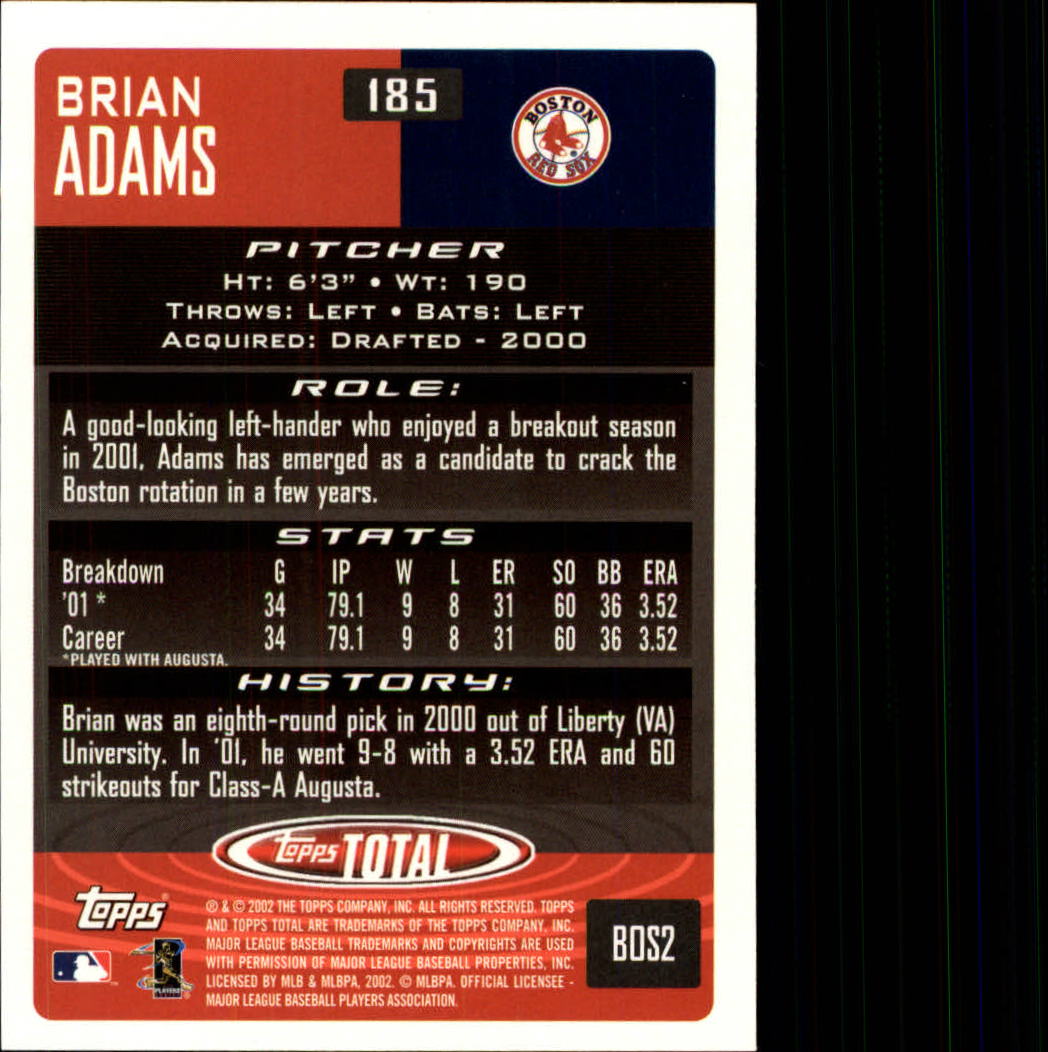 BRIAN
ADAMS
185
BOSTON
RED SOX
PITCHER
HT: 6'3" • WT: 190
THROWS: LEFT • BATS: LEFT
ACQUIRED: DRAFTED - 2000
ROLE:
A good-looking left-hander who enjoyed a breakout season
in 2001, Adams has emerged as a candidate to crack the
Boston rotation in a few years.
STATS
Breakdown G IP W L ER SO BB ERA
'01 * 34 79.1 9 8 31 60 36 3.52
Career 34 79.1 9 8 31 60 36 3.52
*PLAYED WITH AUGUSTA.
HISTORY:
Brian was an eighth-round pick in 2000 out of Liberty (VA)
University. In '01, he went 9-8 with a 3.52 ERA and 60
strikeouts for Class-A Augusta.
Topps TOTAL
Topps®
® & © 2002 THE TOPPS COMPANY, INC. ALL RIGHTS RESERVED. TOPPS
AND TOPPS TOTAL ARE TRADEMARKS OF THE TOPPS COMPANY, INC.
MAJOR LEAGUE BASEBALL TRADEMARKS AND COPYRIGHTS ARE USED
WITH PERMISSION OF MAJOR LEAGUE BASEBALL PROPERTIES, INC.
LICENSED BY MLB & MLBPA, 2002. © MLBPA. OFFICIAL LICENSEE -
MAJOR LEAGUE BASEBALL PLAYERS ASSOCIATION.
PLAYERS
BOS2